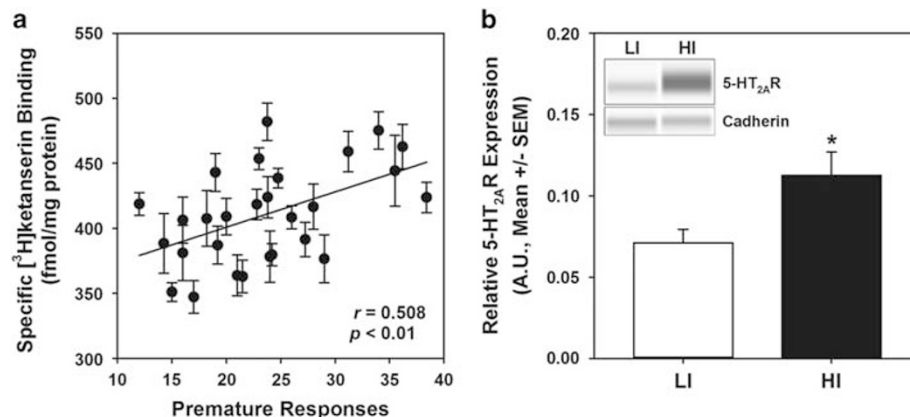 a
Specific [³H]ketanserin Binding
(fmol/mg protein)
550
500
450
400
350
300
r = 0.508
p < 0.01
10 15 20 25 30 35 40
Premature Responses
b
Relative 5-HT₂ₐR Expression
(A.U., Mean +/- SEM)
0.20
0.15
0.10
0.05
0.00
LI HI
5-HT₂ₐR
Cadherin
*
LI HI